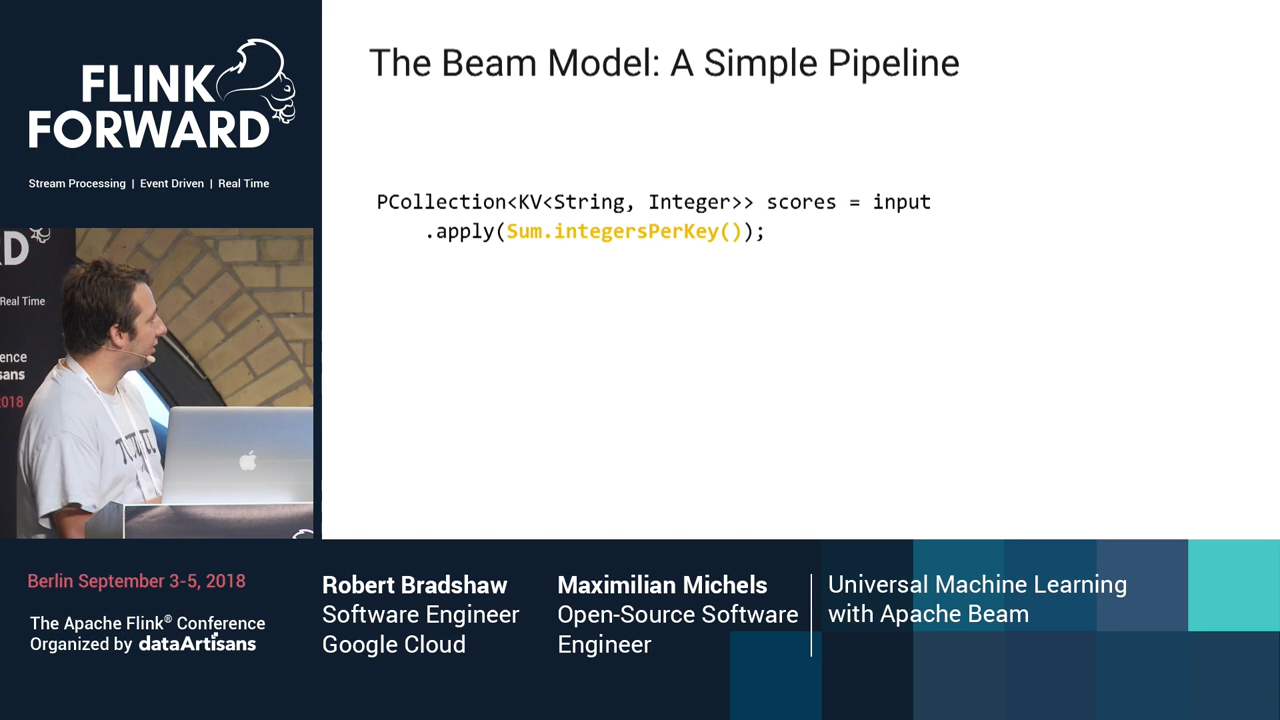 FLINK
FORWARD
Stream Processing | Event Driven | Real Time
The Beam Model: A Simple Pipeline
PCollection<KV<String, Integer>> scores = input
.apply(Sum.integersPerKey());
RD
Real Time
ence
sans
2018
Berlin September 3-5, 2018
The Apache Flink® Conference
Organized by dataArtisans
Robert Bradshaw
Software Engineer
Google Cloud
Maximilian Michels
Open-Source Software
Engineer
Universal Machine Learning
with Apache Beam